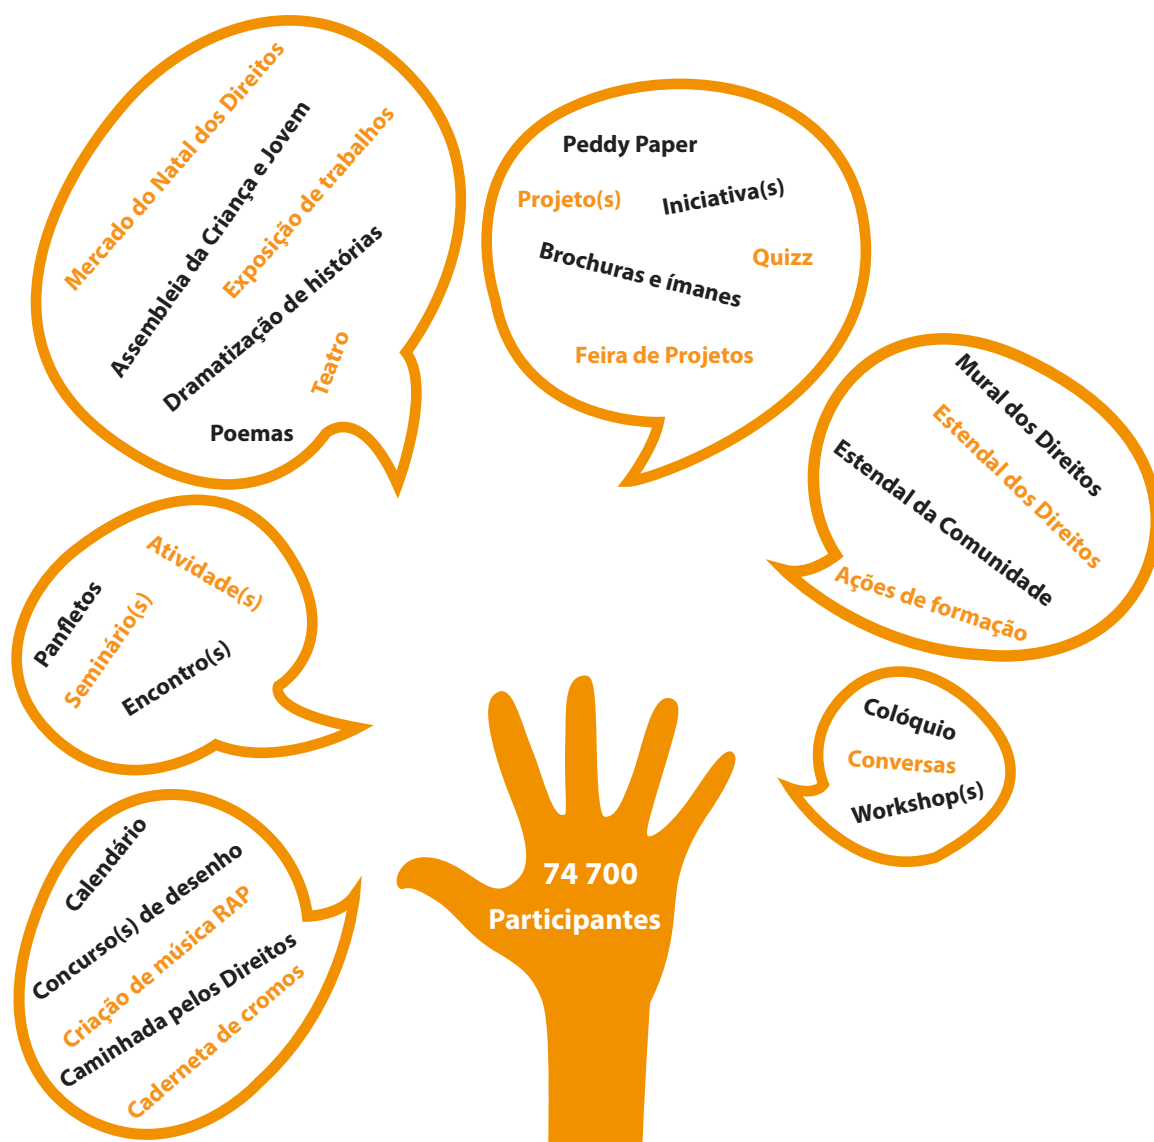 Mercado do Natal dos Direitos
Assembleia da Criança e Jovem
Exposição de trabalhos
Dramatização de histórias
Teatro
Poemas
Peddy Paper
Projeto(s)
Iniciativa(s)
Brochuras e ímanes
Quizz
Feira de Projetos
Mural dos Direitos
Estendal dos Direitos
Estendal da Comunidade
Ações de formação
Panfletos
Atividade(s)
Seminário(s)
Encontro(s)
Colóquio
Conversas
Workshop(s)
Calendário
Concurso(s) de desenho
Criação de música RAP
Caminhada pelos Direitos
Caderneta de cromos
74 700
Participantes